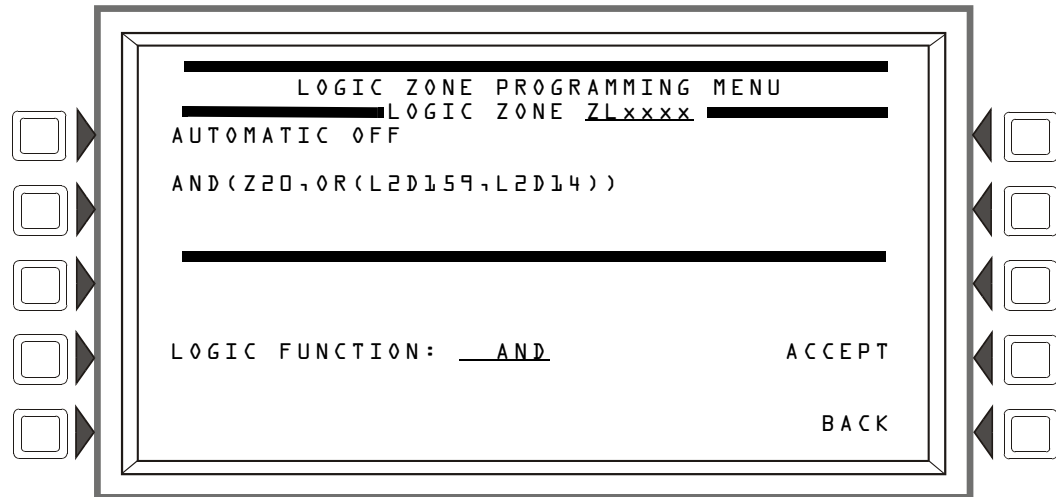 LOGIC ZONE PROGRAMMING MENU
LOGIC ZONE ZLxxxx
AUTOMATIC OFF
AND(Z20,OR(L2D159,L2D14))
LOGIC FUNCTION: AND
ACCEPT
BACK